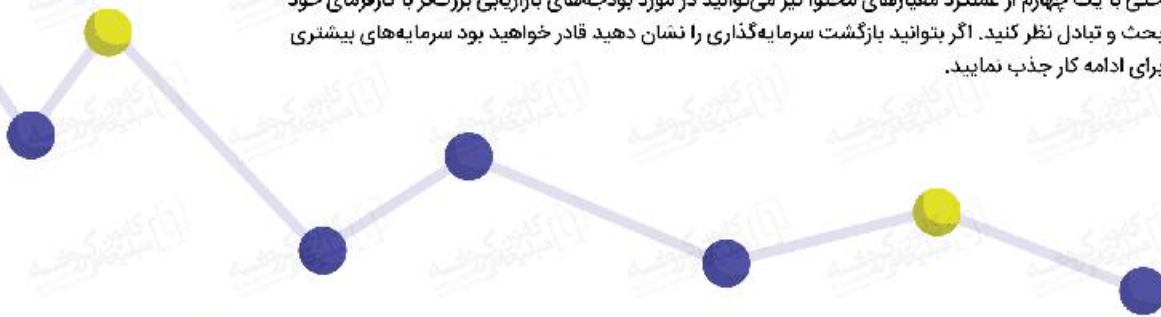 حتی با یک چهارم از عملکرد معیارهای محتوا نیز می‌توانید در مورد بودجه‌های بازاریابی بزرگ‌تر با کارفرمای خود
بحث و تبادل نظر کنید. اگر بتوانید بازگشت سرمایه‌گذاری را نشان دهید قادر خواهید بود سرمایه‌های بیشتری
برای ادامه کار جذب نمایید.